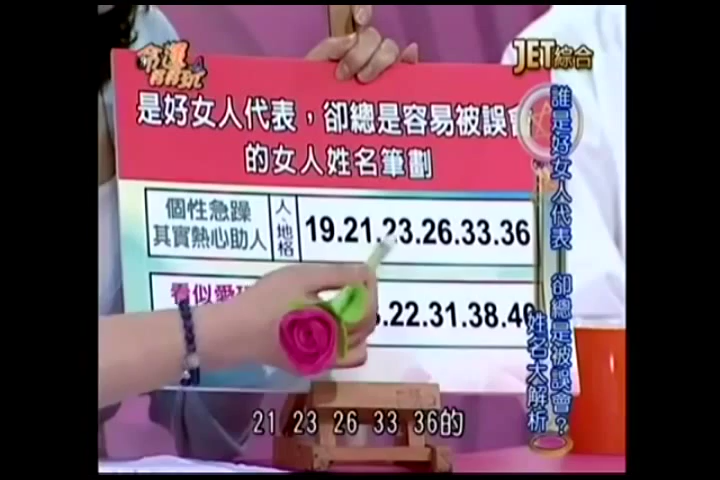 命運好好玩
JET綜合
是好女人代表，卻總是容易被誤會
的女人姓名筆劃
個性急躁
其實熱心助人
人、地格
19.21.23.26.33.36
看似愛
.22.31.38.40
誰是好女人代表 卻總是被誤會？
姓名大解析
21 23 26 33 36的